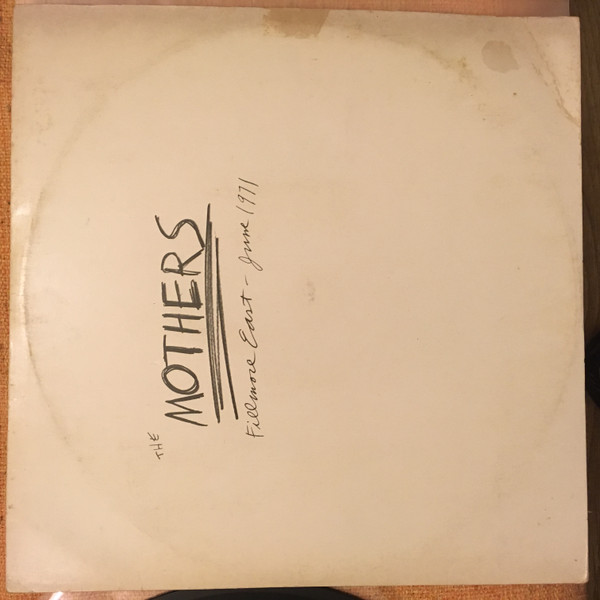 THE
MOTHERS
Fillmore East - June 1971